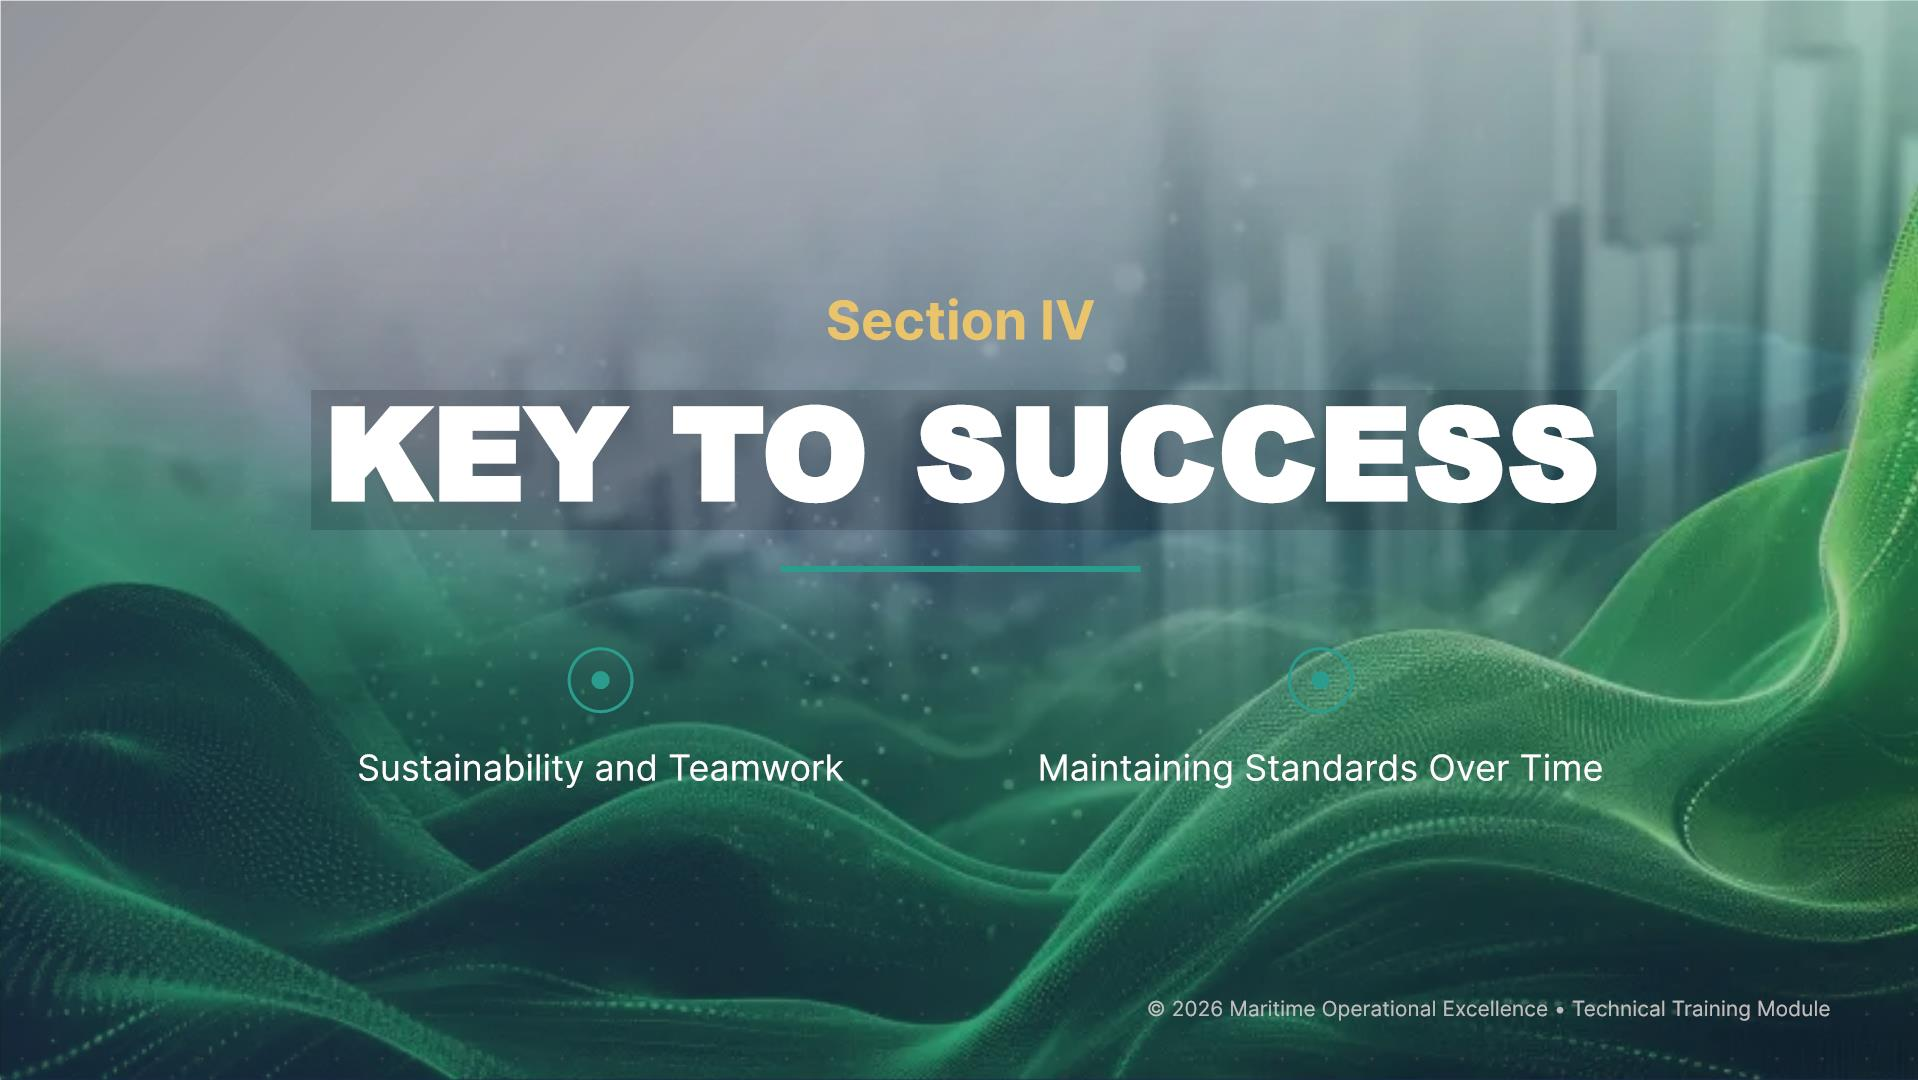 Section IV
KEY TO SUCCESS
Sustainability and Teamwork
Maintaining Standards Over Time
© 2026 Maritime Operational Excellence • Technical Training Module